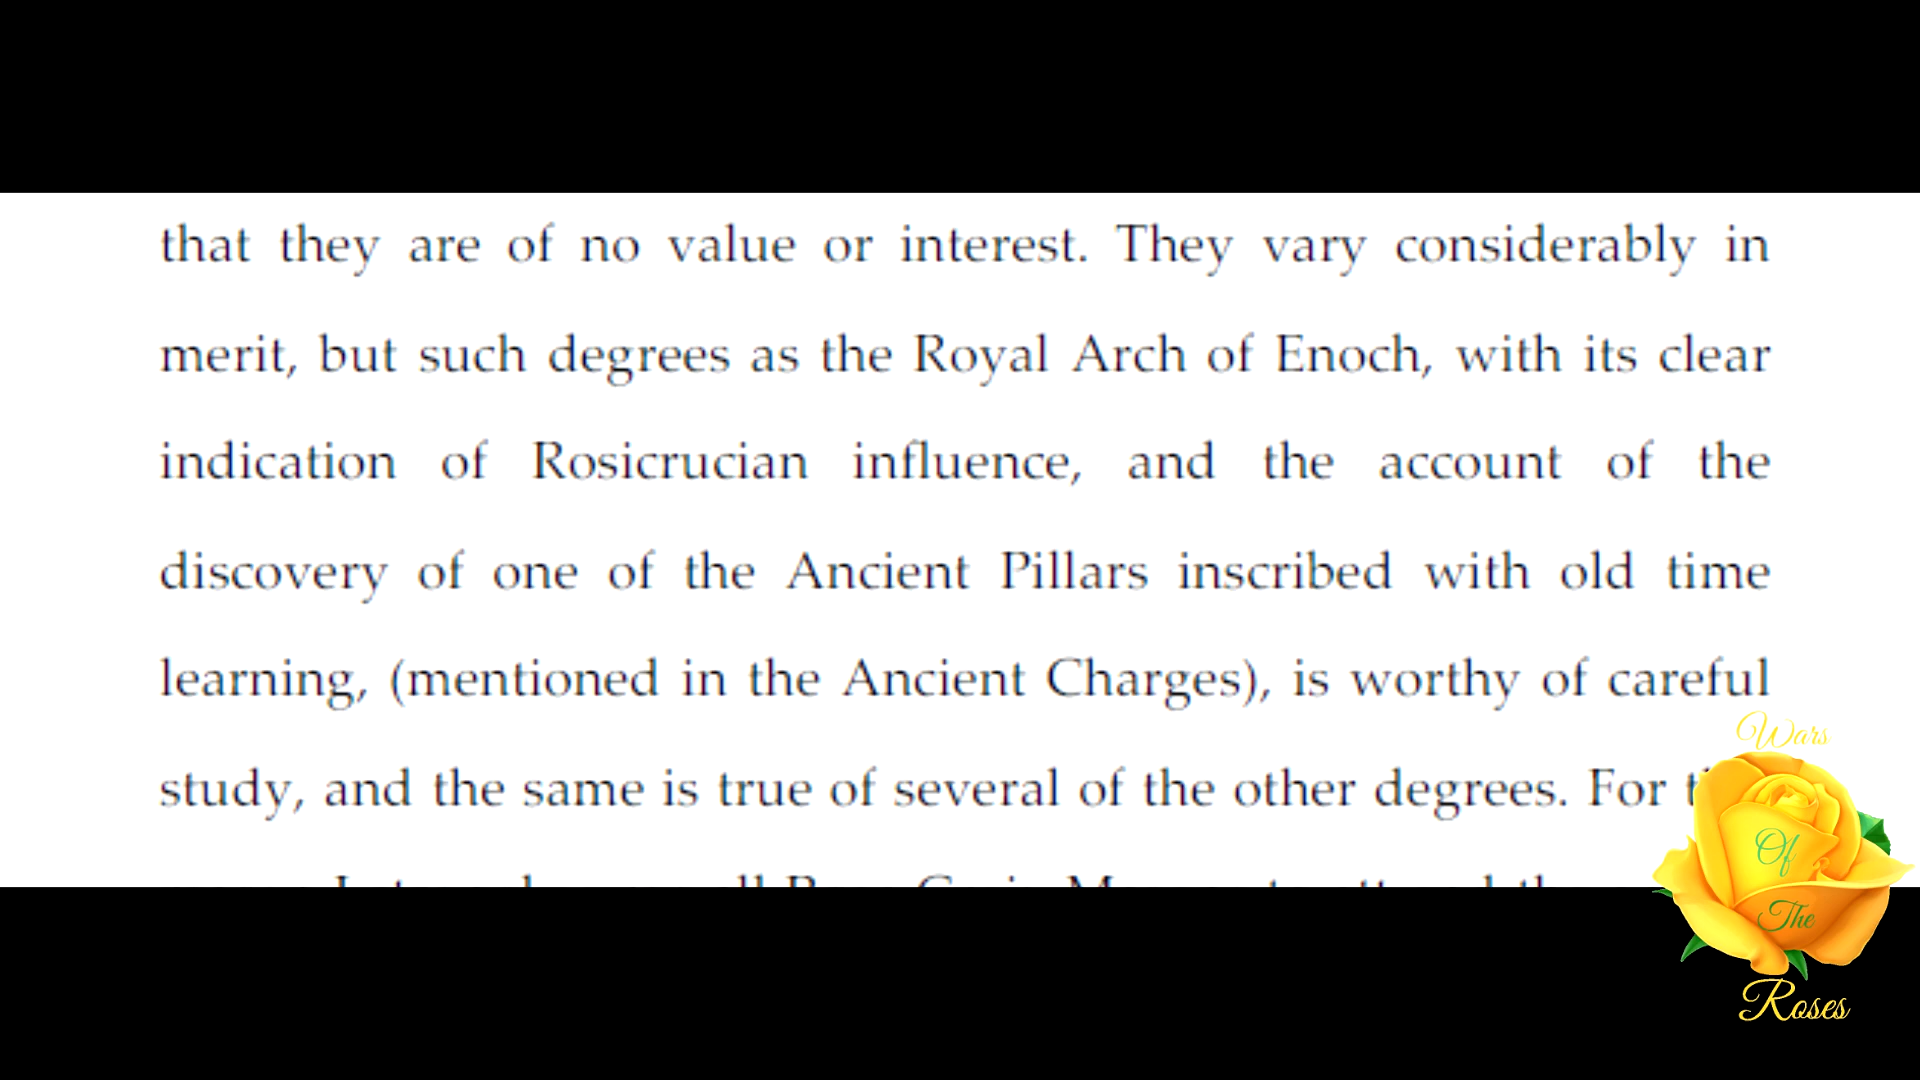 that they are of no value or interest. They vary considerably in
merit, but such degrees as the Royal Arch of Enoch, with its clear
indication of Rosicrucian influence, and the account of the
discovery of one of the Ancient Pillars inscribed with old time
learning, (mentioned in the Ancient Charges), is worthy of careful
study, and the same is true of several of the other degrees. For
Wars
Of
The
Roses